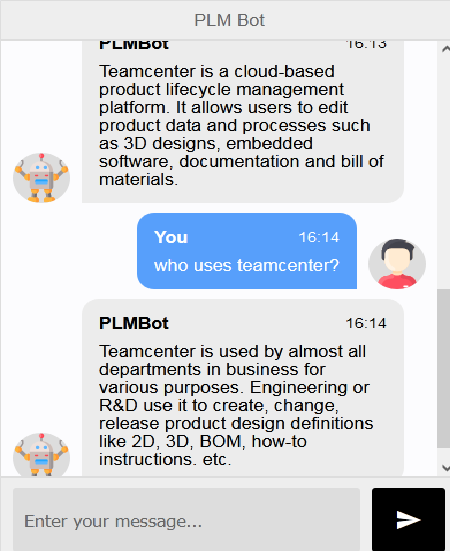 PLM Bot
PLMBot 16:13
Teamcenter is a cloud-based
product lifecycle management
platform. It allows users to edit
product data and processes such
as 3D designs, embedded
software, documentation and bill of
materials.
You 16:14
who uses teamcenter?
PLMBot 16:14
Teamcenter is used by almost all
departments in business for
various purposes. Engineering or
R&D use it to create, change,
release product design definitions
like 2D, 3D, BOM, how-to
instructions. etc.
Enter your message...